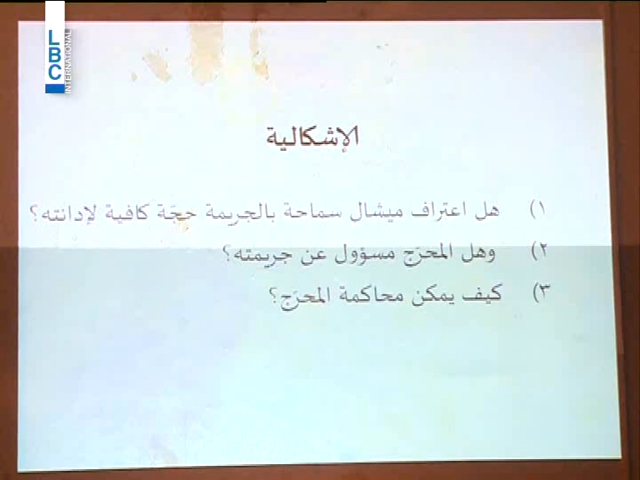 LBC
INTERNATIONAL
الإشكالية
١) هل اعتراف ميشال سماحة بالجريمة حجّة كافية لإدانته؟
٢) وهل المحرّج مسؤول عن جريمته؟
٣) كيف يمكن محاكمة المحرّج؟